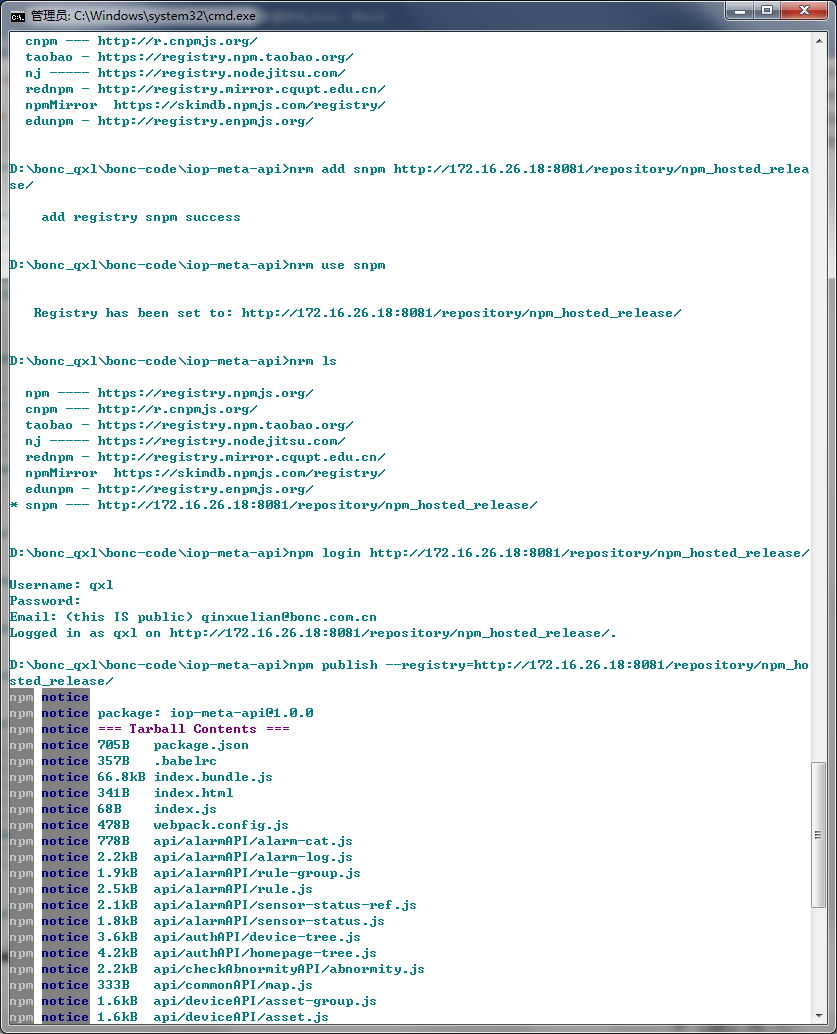 管理员: C:\Windows\system32\cmd.exe
cnpm --- http://r.cnpmjs.org/
taobao - https://registry.npm.taobao.org/
nj ----- https://registry.nodejitsu.com/
rednpm - http://registry.mirror.cqupt.edu.cn/
npmMirror  https://skimdb.npmjs.com/registry/
edunpm - http://registry.enpmjs.org/
D:\bonc_qxl\bonc-code\iop-meta-api>nrm add snpm http://172.16.26.18:8081/repository/npm_hosted_relea
se/
add registry snpm success
D:\bonc_qxl\bonc-code\iop-meta-api>nrm use snpm
Registry has been set to: http://172.16.26.18:8081/repository/npm_hosted_release/
D:\bonc_qxl\bonc-code\iop-meta-api>nrm ls
npm ---- https://registry.npmjs.org/
cnpm --- http://r.cnpmjs.org/
taobao - https://registry.npm.taobao.org/
nj ----- https://registry.nodejitsu.com/
rednpm - http://registry.mirror.cqupt.edu.cn/
npmMirror  https://skimdb.npmjs.com/registry/
edunpm - http://registry.enpmjs.org/
* snpm --- http://172.16.26.18:8081/repository/npm_hosted_release/
D:\bonc_qxl\bonc-code\iop-meta-api>npm login http://172.16.26.18:8081/repository/npm_hosted_release/
Username: qxl
Password:
Email: (this IS public) qinxuelian@bonc.com.cn
Logged in as qxl on http://172.16.26.18:8081/repository/npm_hosted_release/.
D:\bonc_qxl\bonc-code\iop-meta-api>npm publish --registry=http://172.16.26.18:8081/repository/npm_ho
sted_release/
npm notice
npm notice package: iop-meta-api@1.0.0
npm notice === Tarball Contents ===
npm notice 705B   package.json
npm notice 357B   .babelrc
npm notice 66.8kB index.bundle.js
npm notice 341B   index.html
npm notice 68B    index.js
npm notice 478B   webpack.config.js
npm notice 778B   api/alarmAPI/alarm-cat.js
npm notice 2.2kB  api/alarmAPI/alarm-log.js
npm notice 1.9kB  api/alarmAPI/rule-group.js
npm notice 2.5kB  api/alarmAPI/rule.js
npm notice 2.1kB  api/alarmAPI/sensor-status-ref.js
npm notice 1.8kB  api/alarmAPI/sensor-status.js
npm notice 3.6kB  api/authAPI/device-tree.js
npm notice 4.2kB  api/authAPI/homepage-tree.js
npm notice 2.2kB  api/checkAbnormityAPI/abnormity.js
npm notice 333B   api/commonAPI/map.js
npm notice 1.6kB  api/deviceAPI/asset-group.js
npm notice 1.6kB  api/deviceAPI/asset.js